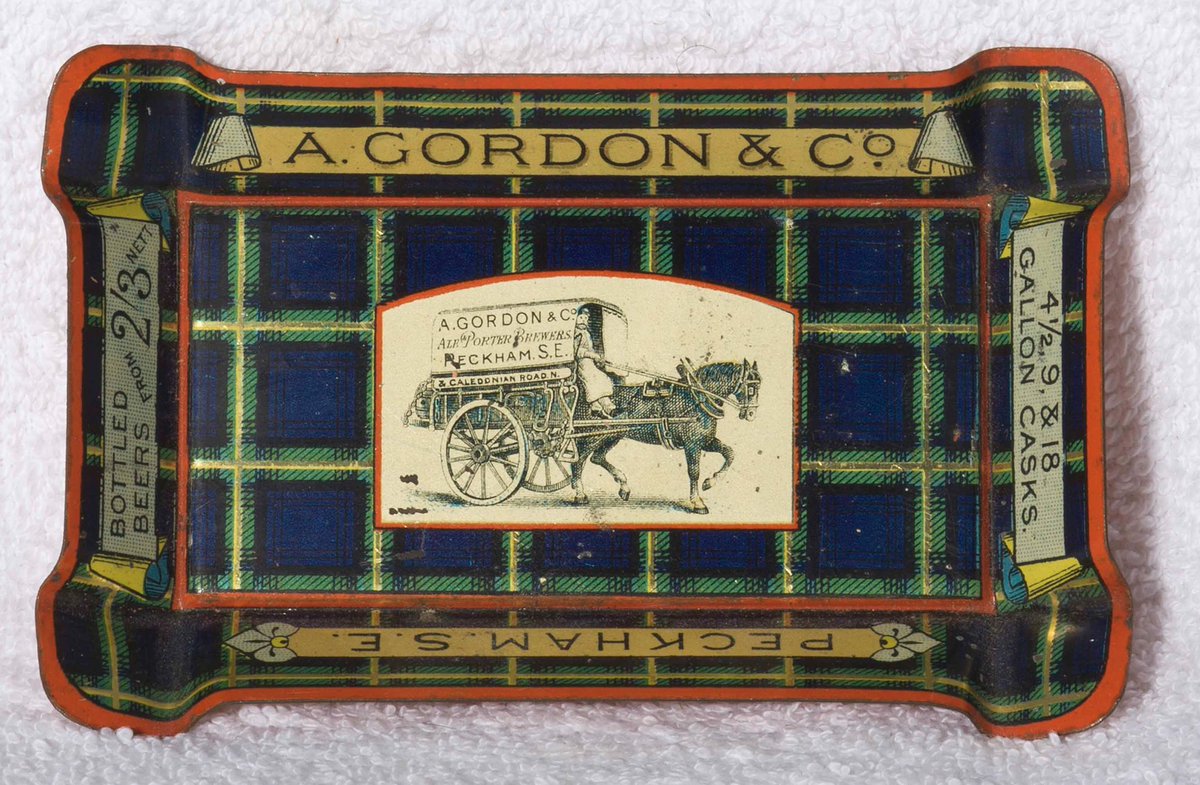 A. GORDON & Co.
BOTTLED
BEERS FROM 2/3 NETT
A. GORDON & Co
ALE & PORTER BREWERS.
PECKHAM. S.E.
& CALEDONIAN ROAD. N.
4½, 9, & 18
GALLON CASKS.
PECKHAM. S.E.